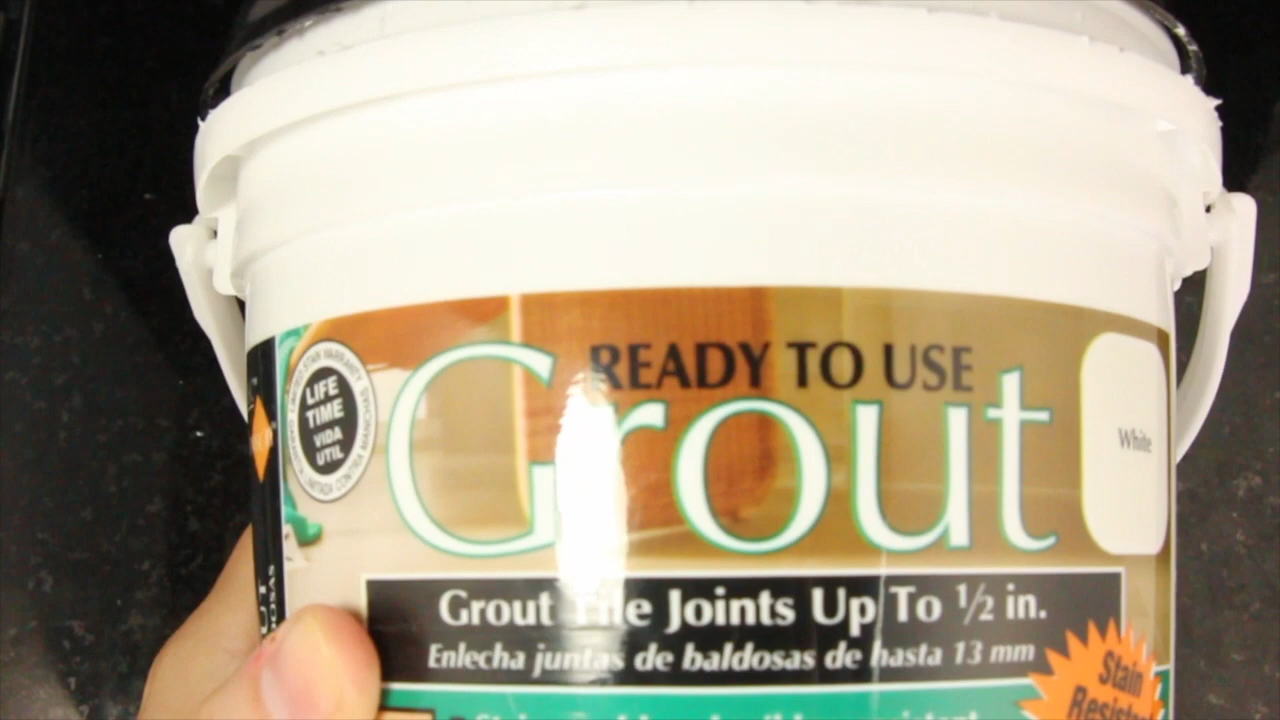 READY TO USE
Grout
White
LIFE
TIME
VIDA
UTIL
Grout Tile Joints Up To 1/2 in.
Enlecha juntas de baldosas de hasta 13 mm
Stain
Resistant